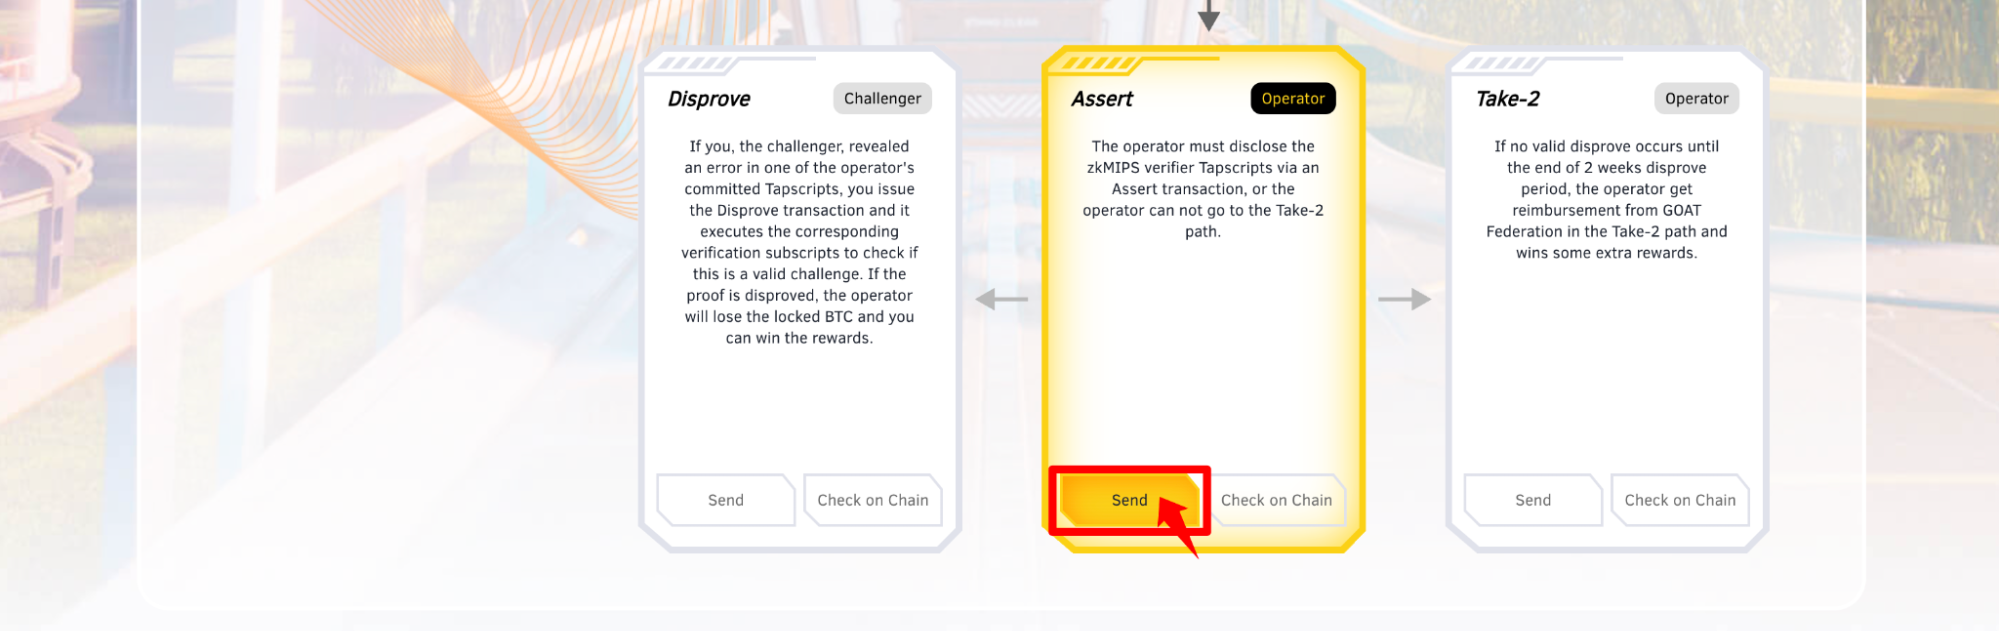 Disprove
Challenger
If you, the challenger, revealed
an error in one of the operator's
committed Tapscripts, you issue
the Disprove transaction and it
executes the corresponding
verification subscripts to check if
this is a valid challenge. If the
proof is disproved, the operator
will lose the locked BTC and you
can win the rewards.
Send
Check on Chain
Assert
Operator
The operator must disclose the
zkMIPS verifier Tapscripts via an
Assert transaction, or the
operator can not go to the Take-2
path.
Send
Check on Chain
Take-2
Operator
If no valid disprove occurs until
the end of 2 weeks disprove
period, the operator get
reimbursement from GOAT
Federation in the Take-2 path and
wins some extra rewards.
Send
Check on Chain